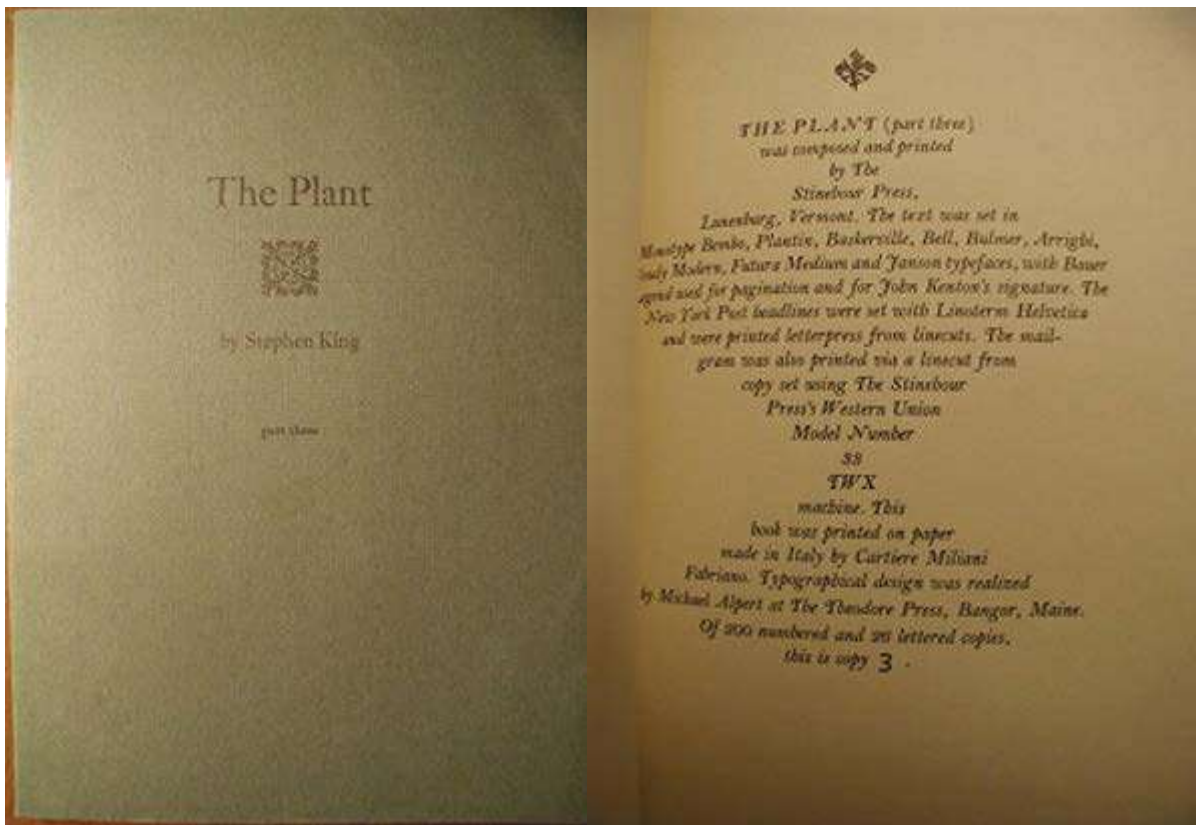 The Plant
by Stephen King
part three
THE PLANT (part three)
was composed and printed
by The
Stinehour Press,
Lunenburg, Vermont. The text was set in
Monotype Bembo, Plantin, Baskerville, Bell, Bulmer, Arrighi,
Modern, Futura Medium and Janson typefaces, with Bauer
used for pagination and for John Kenton's signature. The
New York Post headlines were set with Linoterm Helvetica
and were printed letterpress from linecuts. The mail-
gram was also printed via a linecut from
copy set using The Stinehour
Press's Western Union
Model Number
33
TWX
machine. This
book was printed on paper
made in Italy by Cartiere Miliani
Fabriano. Typographical design was realized
by Michael Alpert at The Theodore Press, Bangor, Maine.
Of 200 numbered and 26 lettered copies,
this is copy 3 .